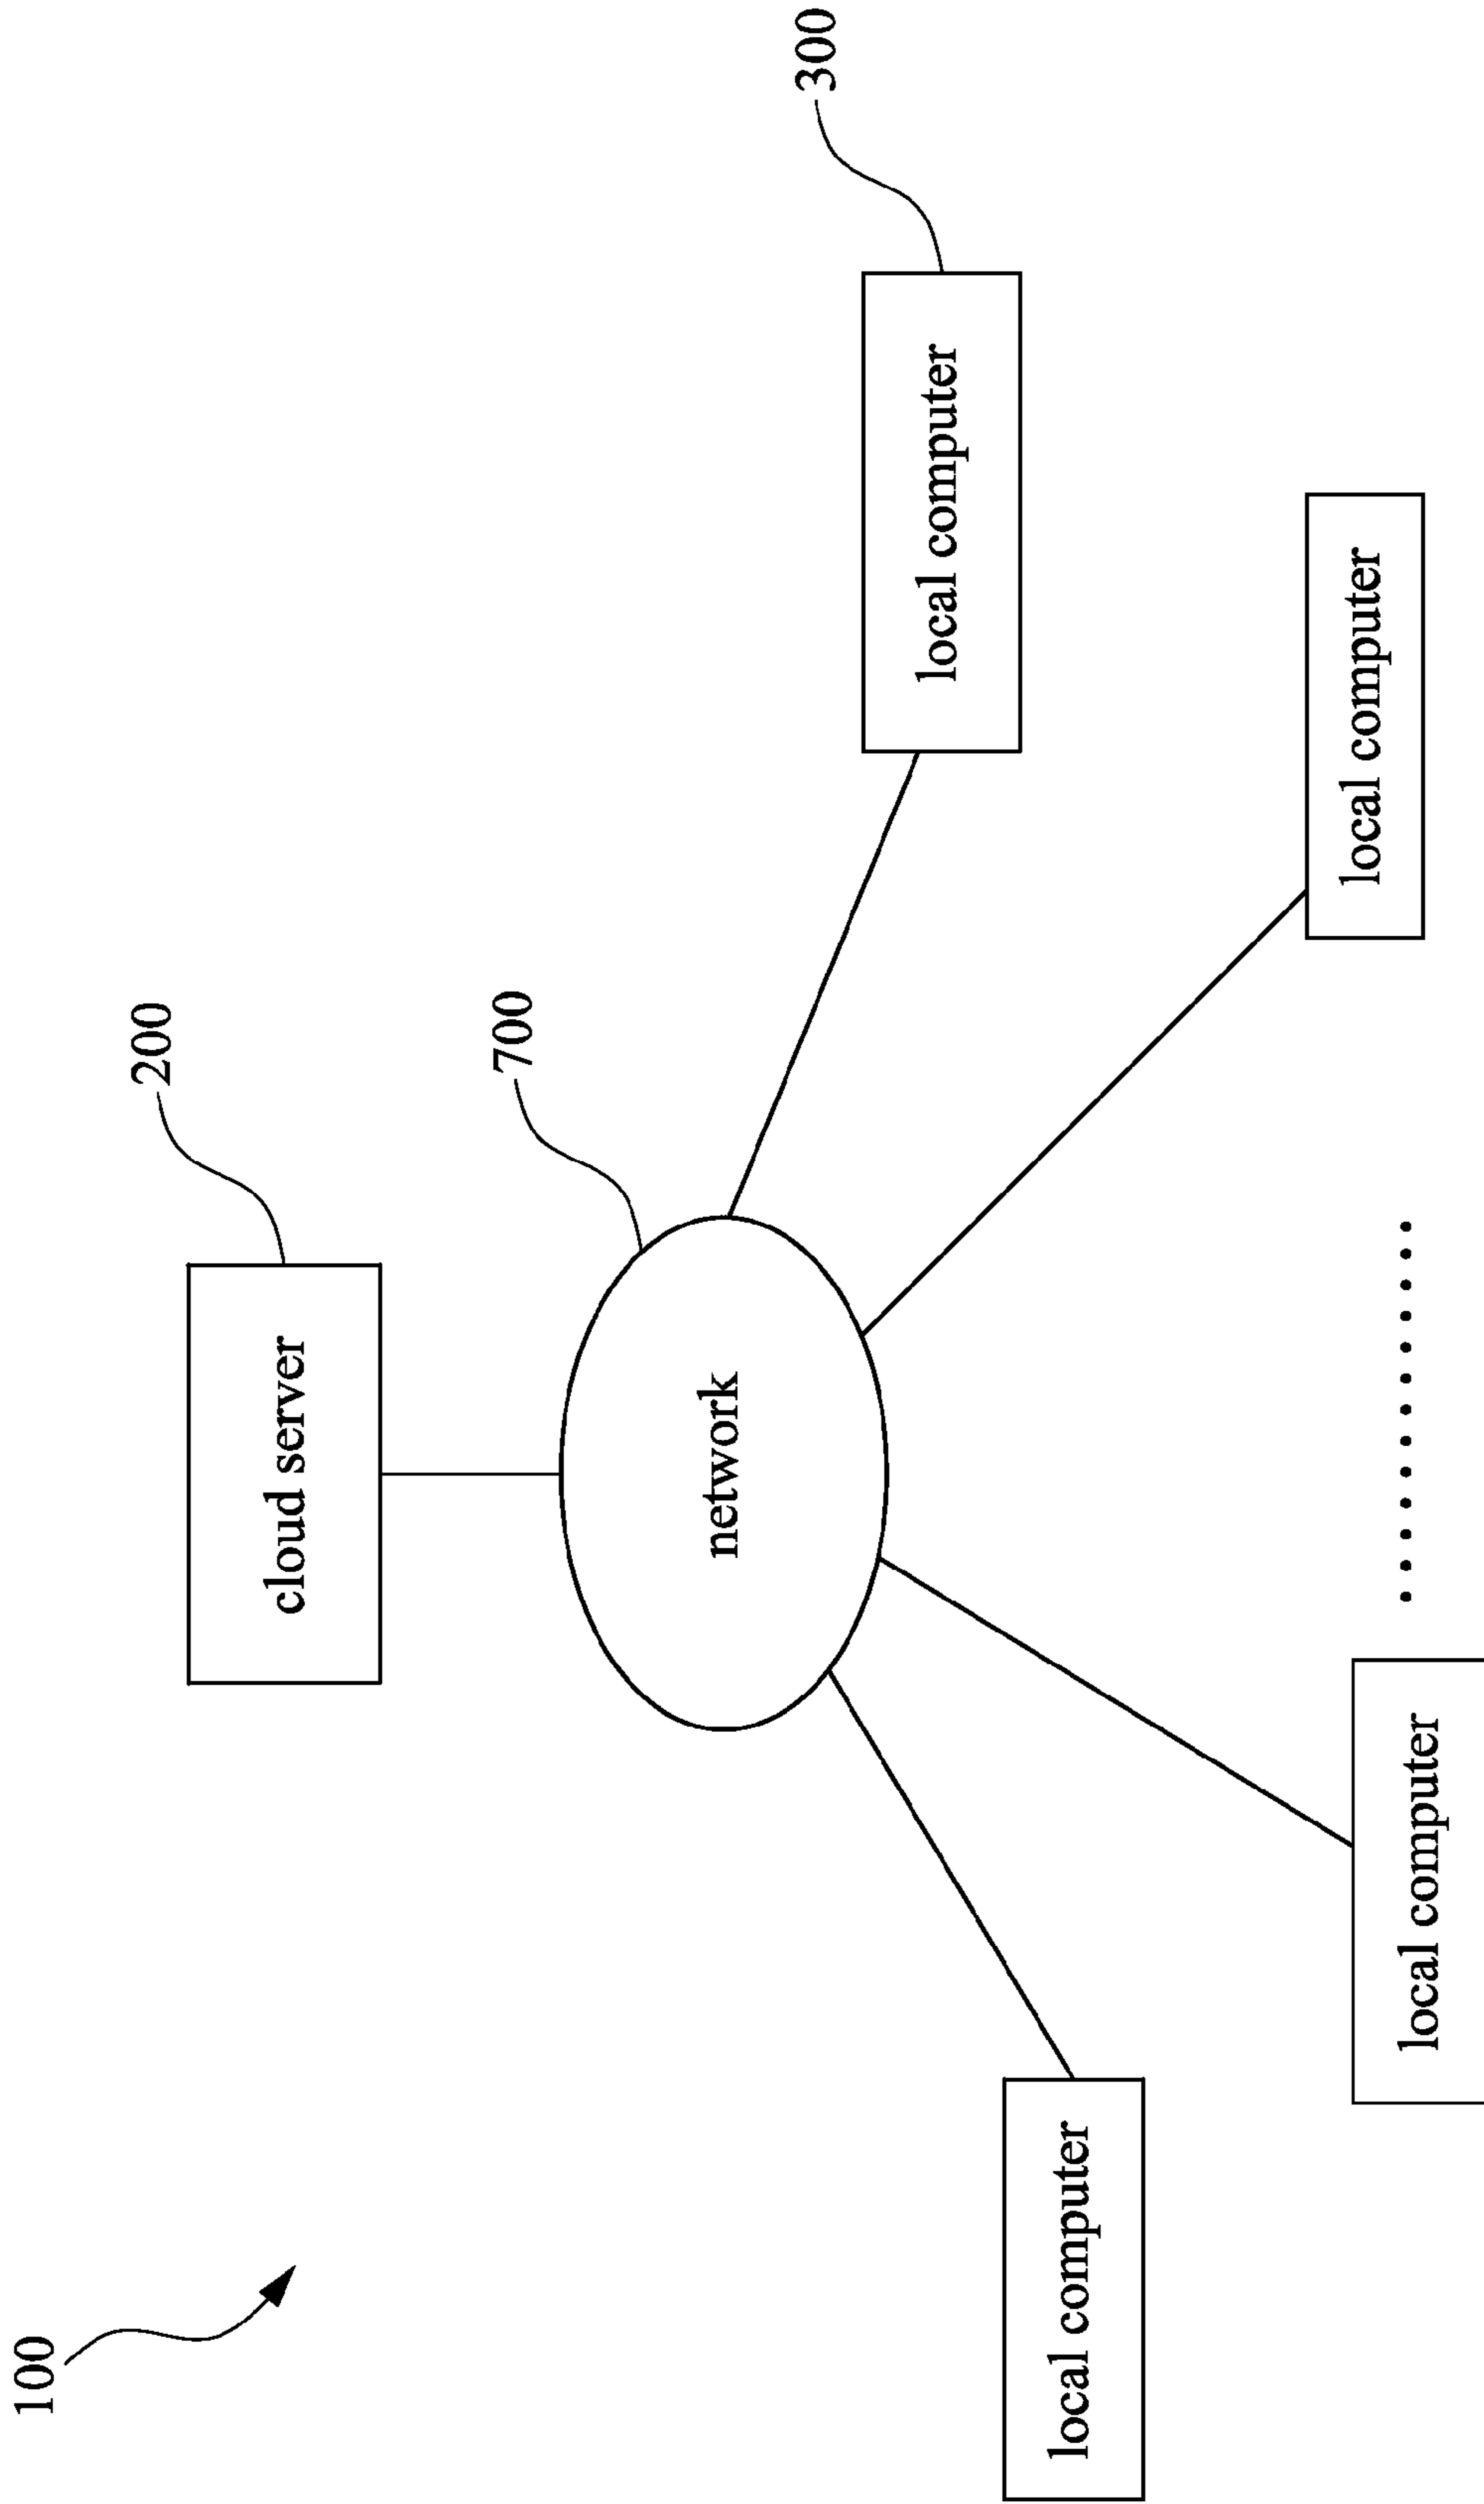 100
cloud server
200
network
700
local computer
300
local computer
local computer
local computer